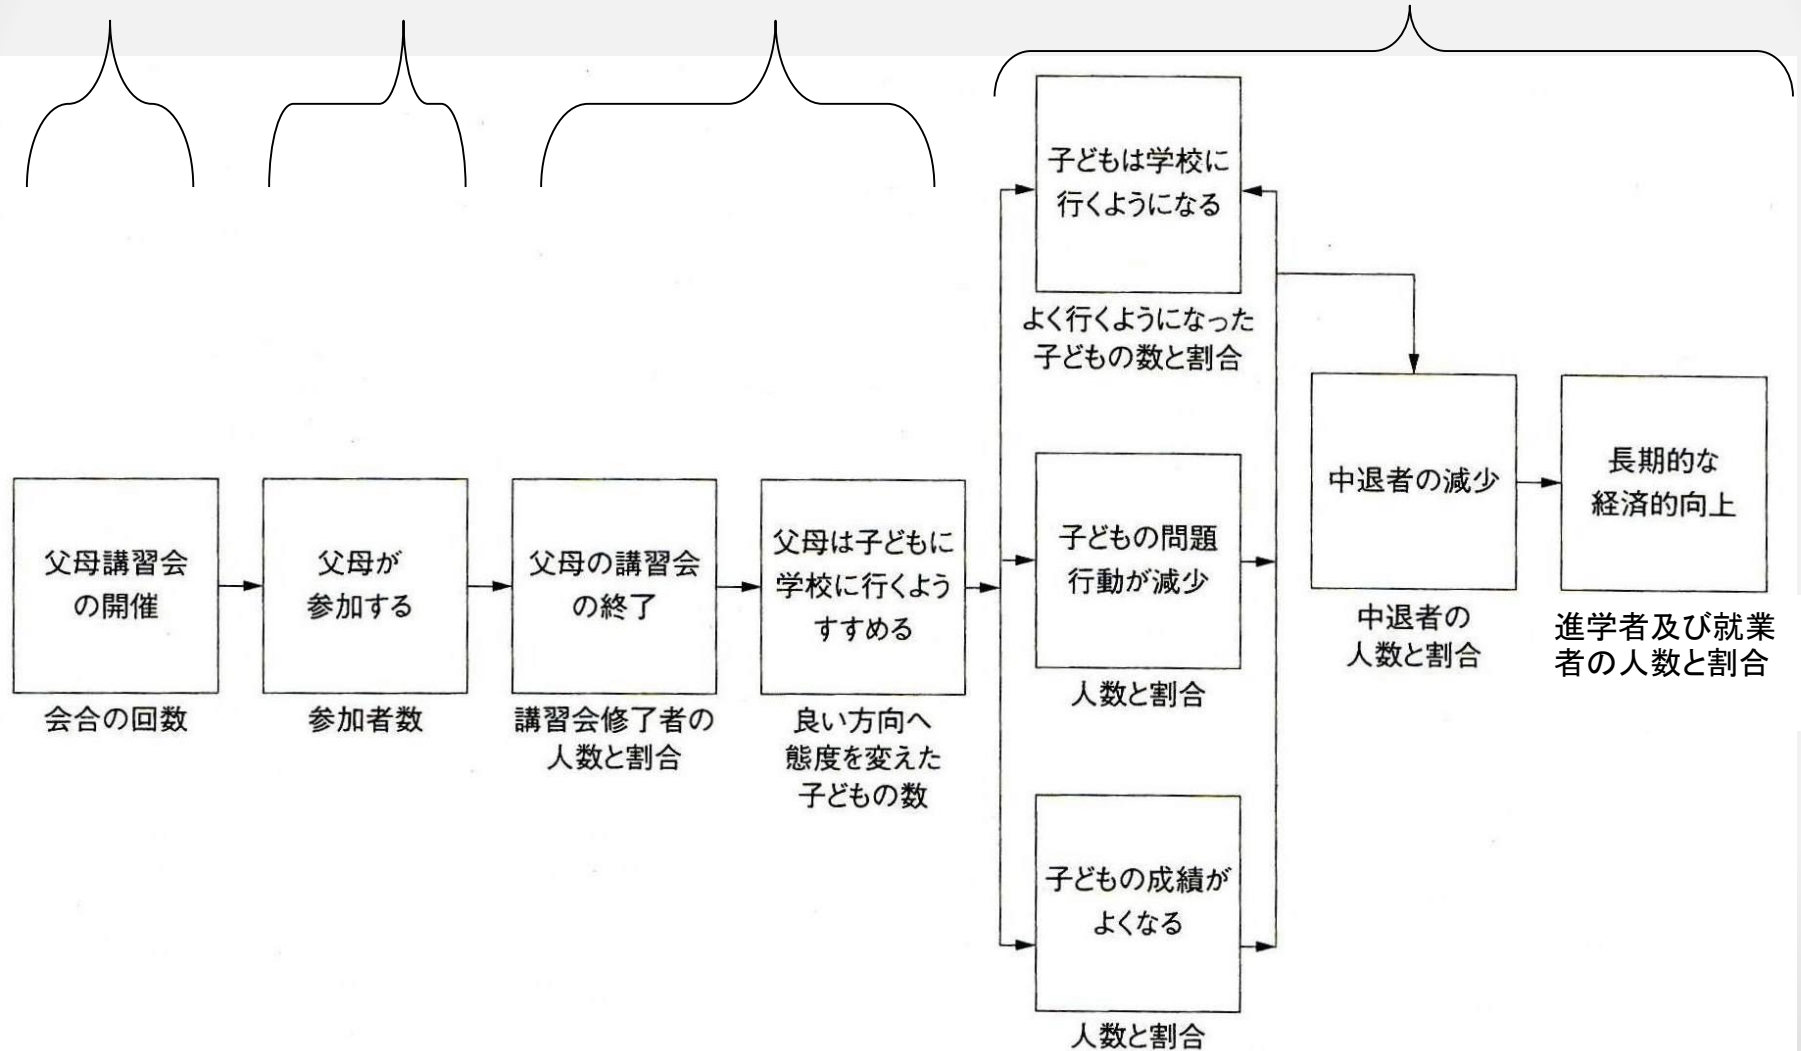 父母講習会
の開催
会合の回数
父母が
参加する
参加者数
父母の講習会
の終了
講習会修了者の
人数と割合
父母は子どもに
学校に行くよう
すすめる
良い方向へ
態度を変えた
子どもの数
子どもは学校に
行くようになる
よく行くようになった
子どもの数と割合
子どもの問題
行動が減少
人数と割合
子どもの成績が
よくなる
人数と割合
中退者の減少
中退者の
人数と割合
長期的な
経済的向上
進学者及び就業
者の人数と割合